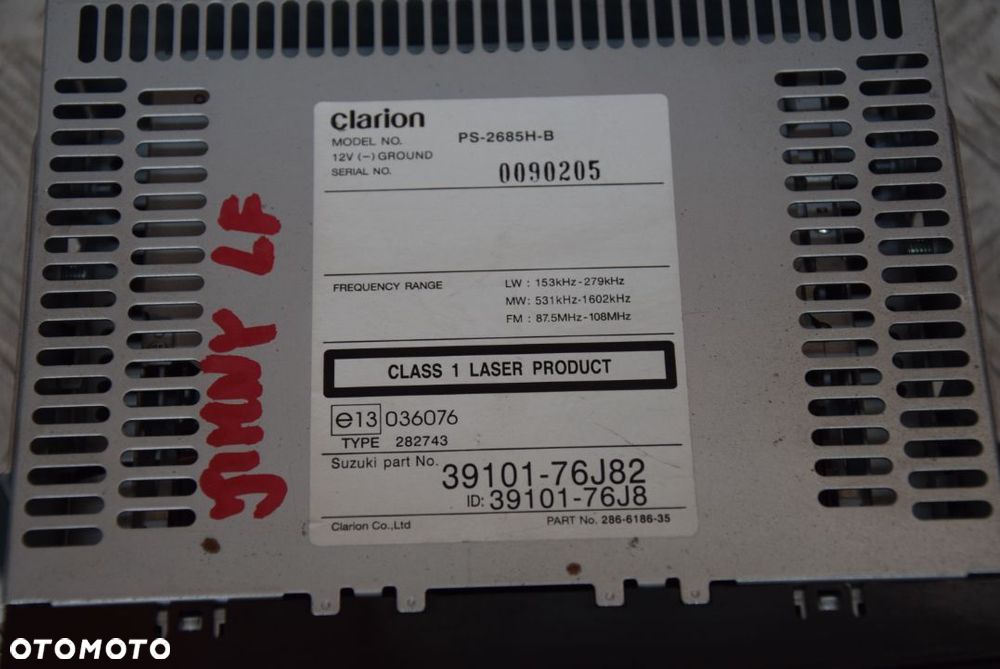 clarion
MODEL NO. PS-2685H-B
12V (-) GROUND
SERIAL NO. 0090205
FREQUENCY RANGE LW : 153kHz-279kHz
MW: 531kHz-1602kHz
FM : 87.5MHz-108MHz
CLASS 1 LASER PRODUCT
e13 036076
TYPE 282743
Suzuki part No. 39101-76J82
ID: 39101-76J8
Clarion Co.,Ltd PART No. 286-6186-35
JIMNY LF
OTOMOTO